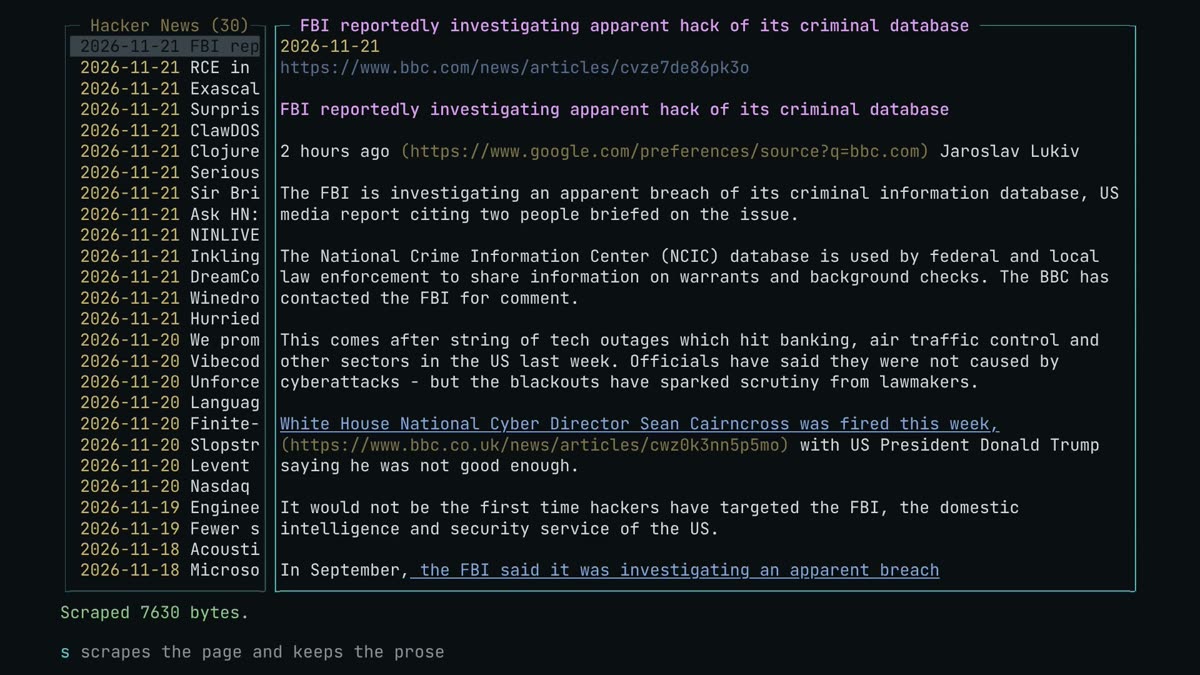 Hacker News (30)
2026-11-21 FBI rep
2026-11-21 RCE in
2026-11-21 Exascal
2026-11-21 Surpris
2026-11-21 ClawDOS
2026-11-21 Clojure
2026-11-21 Serious
2026-11-21 Sir Bri
2026-11-21 Ask HN:
2026-11-21 NINLIVE
2026-11-21 Inkling
2026-11-21 DreamCo
2026-11-21 Winedro
2026-11-21 Hurried
2026-11-20 We prom
2026-11-20 Vibecod
2026-11-20 Unforce
2026-11-20 Languag
2026-11-20 Finite-
2026-11-20 Slopstr
2026-11-20 Levent
2026-11-20 Nasdaq
2026-11-19 Enginee
2026-11-19 Fewer s
2026-11-18 Acousti
2026-11-18 Microso
FBI reportedly investigating apparent hack of its criminal database
2026-11-21
https://www.bbc.com/news/articles/cvze7de86pk3o
FBI reportedly investigating apparent hack of its criminal database
2 hours ago (https://www.google.com/preferences/source?q=bbc.com) Jaroslav Lukiv
The FBI is investigating an apparent breach of its criminal information database, US
media report citing two people briefed on the issue.
The National Crime Information Center (NCIC) database is used by federal and local
law enforcement to share information on warrants and background checks. The BBC has
contacted the FBI for comment.
This comes after string of tech outages which hit banking, air traffic control and
other sectors in the US last week. Officials have said they were not caused by
cyberattacks - but the blackouts have sparked scrutiny from lawmakers.
White House National Cyber Director Sean Cairncross was fired this week,
(https://www.bbc.co.uk/news/articles/cwz0k3nn5p5mo) with US President Donald Trump
saying he was not good enough.
It would not be the first time hackers have targeted the FBI, the domestic
intelligence and security service of the US.
In September, the FBI said it was investigating an apparent breach
Scraped 7630 bytes.
s scrapes the page and keeps the prose